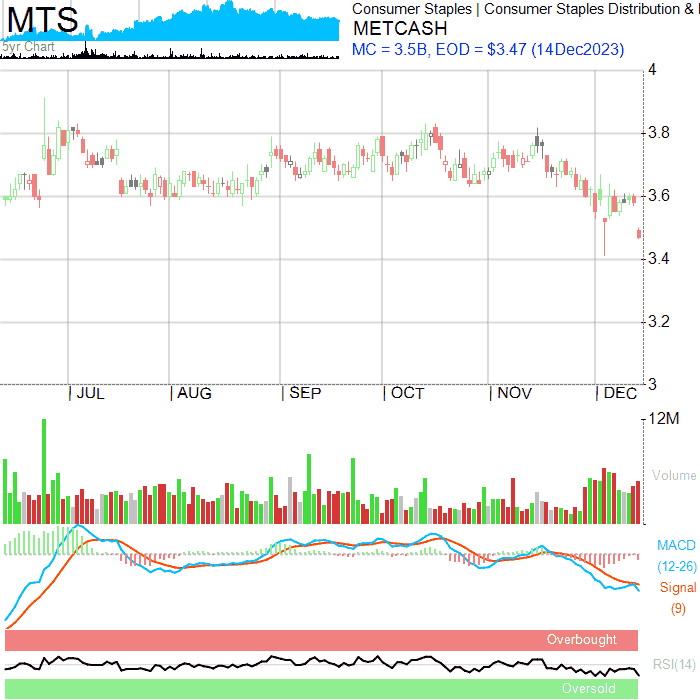 MTS
Consumer Staples | Consumer Staples Distribution &
METCASH
5yr Chart
MC = 3.5B, EOD = $3.47 (14Dec2023)
4
3.8
3.6
3.4
3.2
3
JUL AUG SEP OCT NOV DEC
12M
Volume
MACD
(12-26)
Signal
(9)
Overbought
RSI(14)
Oversold